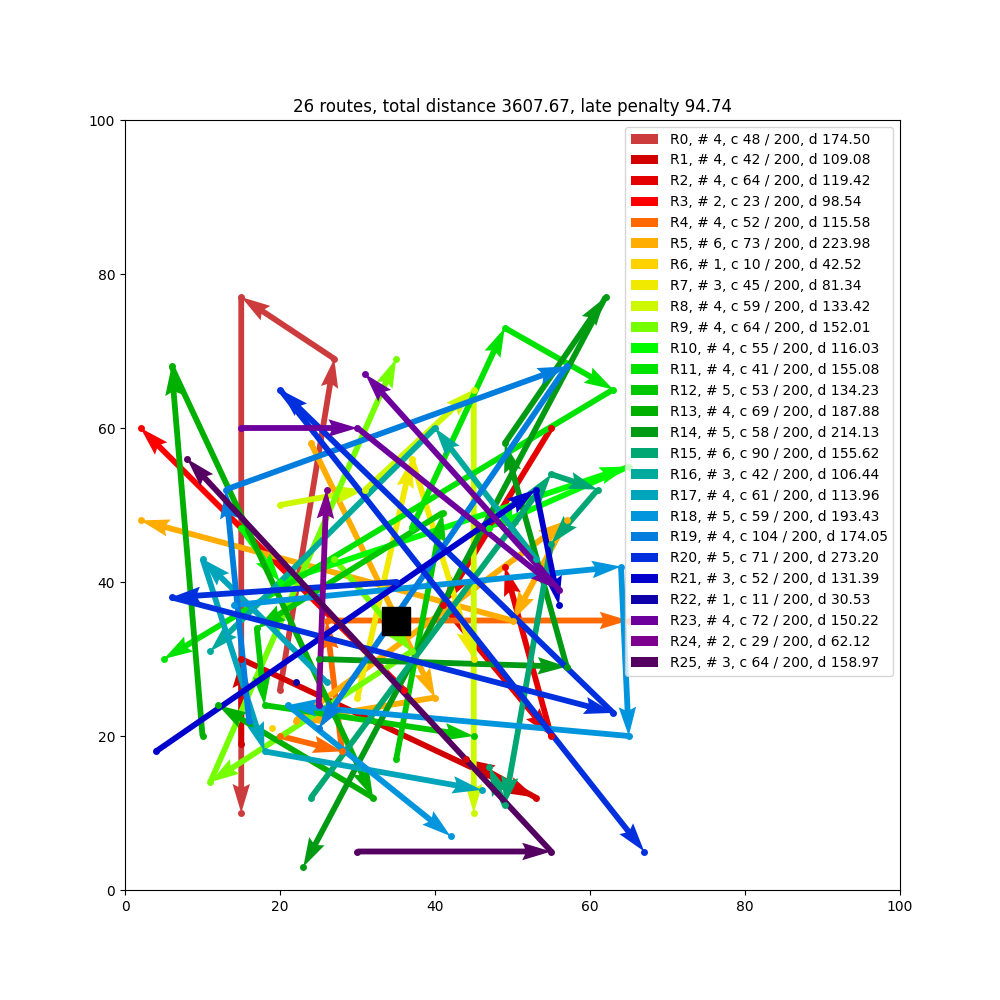 26 routes, total distance 3607.67, late penalty 94.74
100
80
60
40
20
0
0 20 40 60 80 100
R0, # 4, c 48 / 200, d 174.50
R1, # 4, c 42 / 200, d 109.08
R2, # 4, c 64 / 200, d 119.42
R3, # 2, c 23 / 200, d 98.54
R4, # 4, c 52 / 200, d 115.58
R5, # 6, c 73 / 200, d 223.98
R6, # 1, c 10 / 200, d 42.52
R7, # 3, c 45 / 200, d 81.34
R8, # 4, c 59 / 200, d 133.42
R9, # 4, c 64 / 200, d 152.01
R10, # 4, c 55 / 200, d 116.03
R11, # 4, c 41 / 200, d 155.08
R12, # 5, c 53 / 200, d 134.23
R13, # 4, c 69 / 200, d 187.88
R14, # 5, c 58 / 200, d 214.13
R15, # 6, c 90 / 200, d 155.62
R16, # 3, c 42 / 200, d 106.44
R17, # 4, c 61 / 200, d 113.96
R18, # 5, c 59 / 200, d 193.43
R19, # 4, c 104 / 200, d 174.05
R20, # 5, c 71 / 200, d 273.20
R21, # 3, c 52 / 200, d 131.39
R22, # 1, c 11 / 200, d 30.53
R23, # 4, c 72 / 200, d 150.22
R24, # 2, c 29 / 200, d 62.12
R25, # 3, c 64 / 200, d 158.97